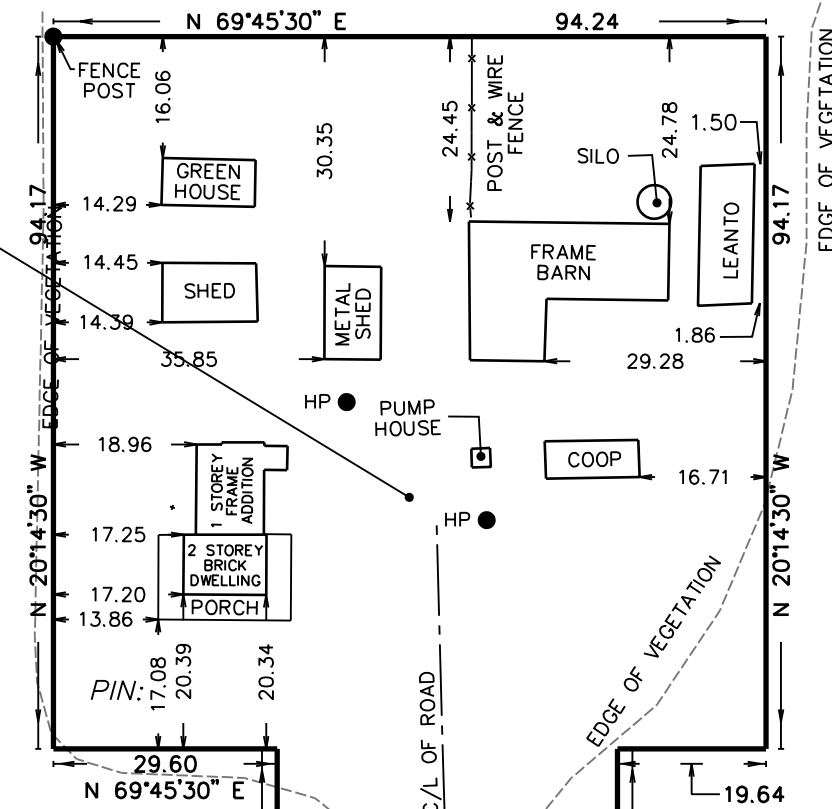 N 69°45'30" E
94.24
FENCE
POST
16.06
30.35
24.45
POST & WIRE
FENCE
24.78
1.50
SILO
EDGE OF VEGETATION
GREEN
HOUSE
14.29
94.17
EDGE OF VEGETATION
94.17
LEANTO
FRAME
BARN
14.45
SHED
METAL
SHED
14.39
35.85
1.86
29.28
HP
PUMP
HOUSE
18.96
1 STOREY
FRAME
ADDITION
COOP
16.71
N 20°14'30" W
N 20°14'30" W
HP
17.25
2 STOREY
BRICK
DWELLING
17.20
PORCH
13.86
EDGE OF VEGETATION
17.08
20.39
20.34
PIN:
C/L OF ROAD
29.60
N 69°45'30" E
19.64